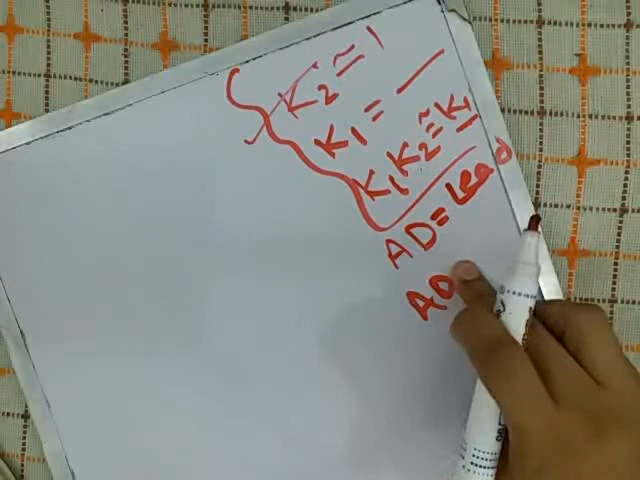 K₂ ≅ 1
K₁ = —
K₁K₂ ≅ K₁
AD = Lead
AD